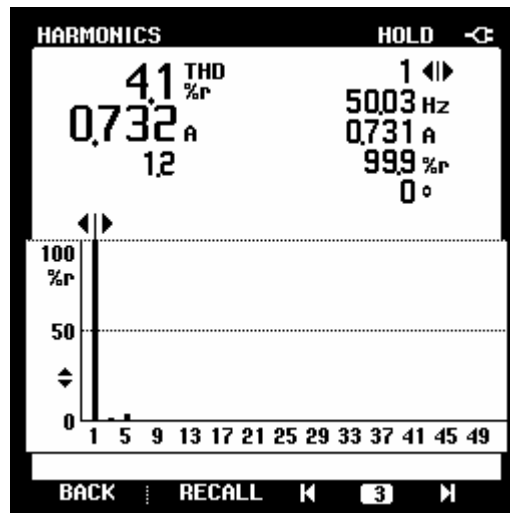 HARMONICS HOLD
4.1 THD %r
0.732 A
1.2
1
50.03 Hz
0.731 A
99.9 %r
0 °
100
%r
50
0
1 5 9 13 17 21 25 29 33 37 41 45 49
BACK RECALL 3